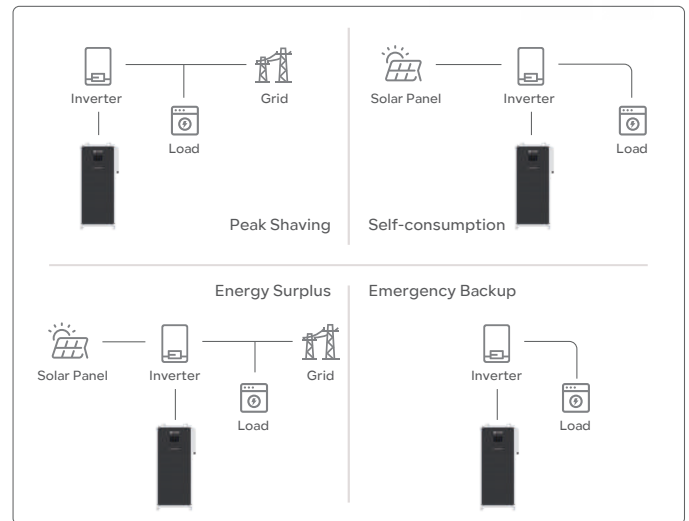 Inverter
Grid
Load
Peak Shaving
Solar Panel
Inverter
Load
Self-consumption
Energy Surplus
Solar Panel
Inverter
Grid
Load
Emergency Backup
Inverter
Load